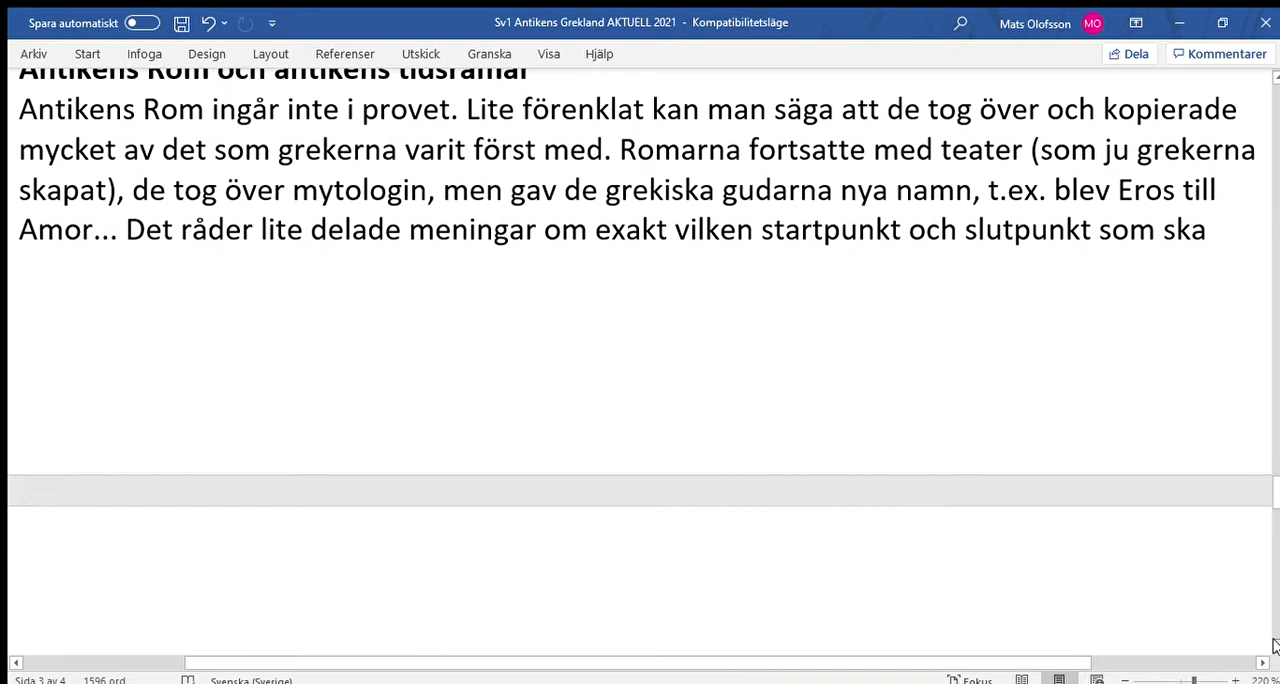 Spara automatiskt
Sv1 Antikens Grekland AKTUELL 2021 - Kompatibilitetsläge
Mats Olofsson
MO
Arkiv Start Infoga Design Layout Referenser Utskick Granska Visa Hjälp
Dela Kommentarer
Antikens Rom och antikens tidsramar
Antikens Rom ingår inte i provet. Lite förenklat kan man säga att de tog över och kopierade
mycket av det som grekerna varit först med. Romarna fortsatte med teater (som ju grekerna
skapat), de tog över mytologin, men gav de grekiska gudarna nya namn, t.ex. blev Eros till
Amor... Det råder lite delade meningar om exakt vilken startpunkt och slutpunkt som ska
Sida 3 av 4 1596 ord Svenska (Sverige) Fokus 220 %